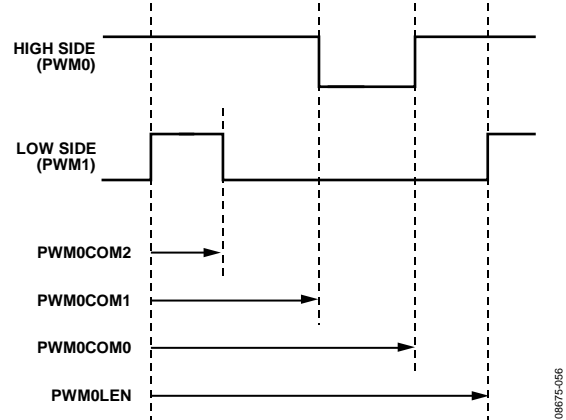 HIGH SIDE
(PWM0)
LOW SIDE
(PWM1)
PWM0COM2
PWM0COM1
PWM0COM0
PWM0LEN
08675-056